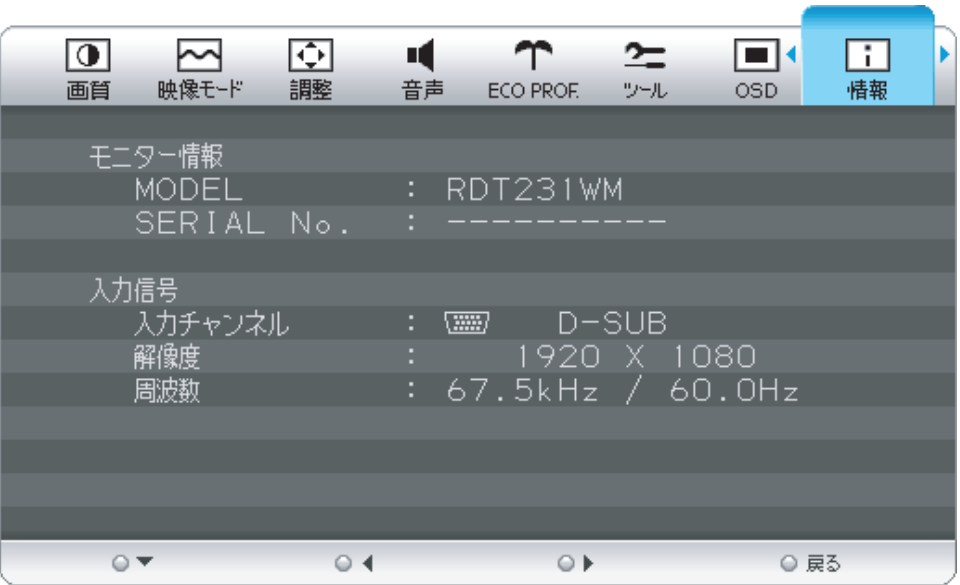 画質 映像モード 調整 音声 ECO PROF. ツール OSD 情報
モニター情報
MODEL : RDT231WM
SERIAL No. : ----------
入力信号
入力チャンネル : D-SUB
解像度 : 1920 X 1080
周波数 : 67.5kHz / 60.0Hz
戻る